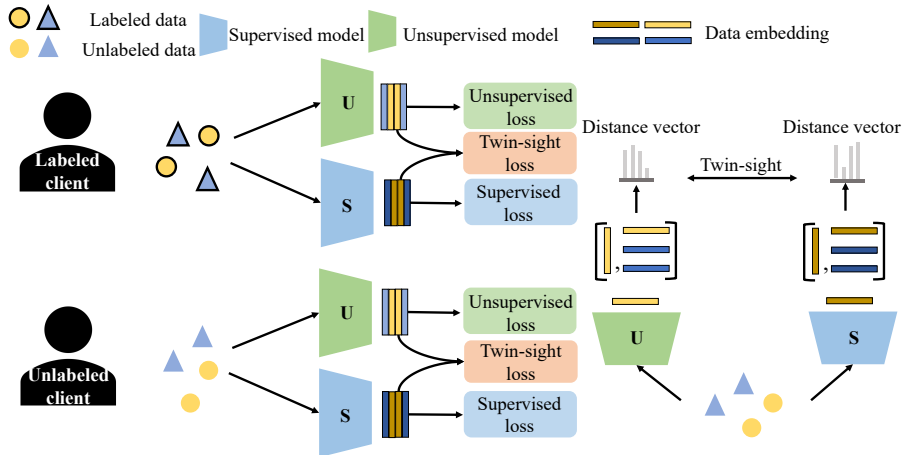 Labeled data
Unlabeled data
Supervised model
Unsupervised model
Data embedding
Labeled
client
U
S
Unsupervised
loss
Twin-sight
loss
Supervised
loss
Unlabeled
client
U
S
Unsupervised
loss
Twin-sight
loss
Supervised
loss
Distance vector
Distance vector
Twin-sight
,
,
U
S